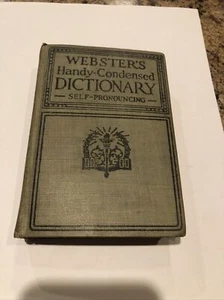 WEBSTER'S
Handy-Condensed
DICTIONARY
SELF-PRONOUNCING